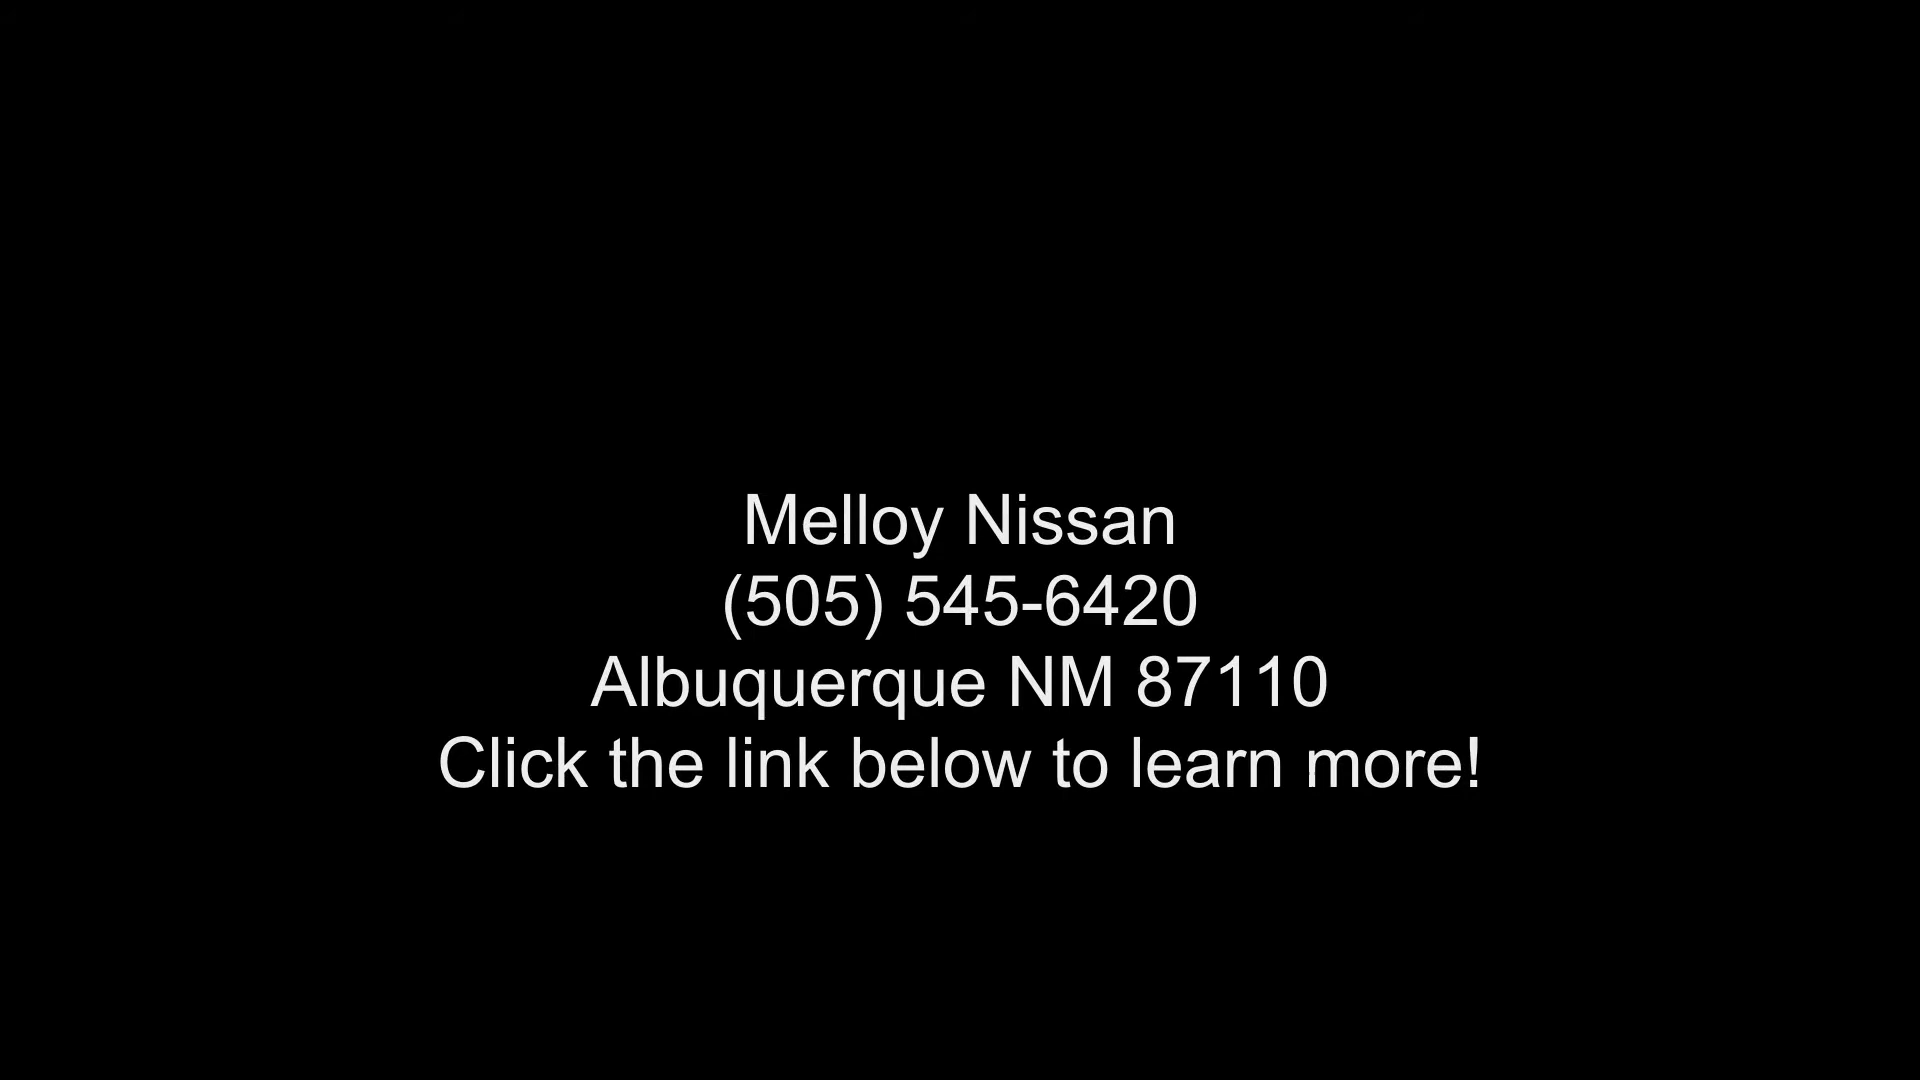 Melloy Nissan
(505) 545-6420
Albuquerque NM 87110
Click the link below to learn more!